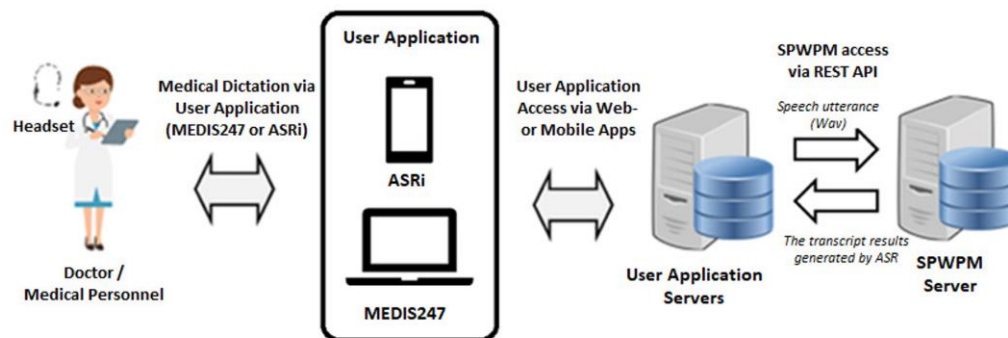 Headset
Doctor /
Medical Personnel
Medical Dictation via
User Application
(MEDIS247 or ASRi)
User Application
ASRi
MEDIS247
User Application
Access via Web-
or Mobile Apps
User Application
Servers
SPWPM access
via REST API
Speech utterance
(Wav)
The transcript results
generated by ASR
SPWPM
Server